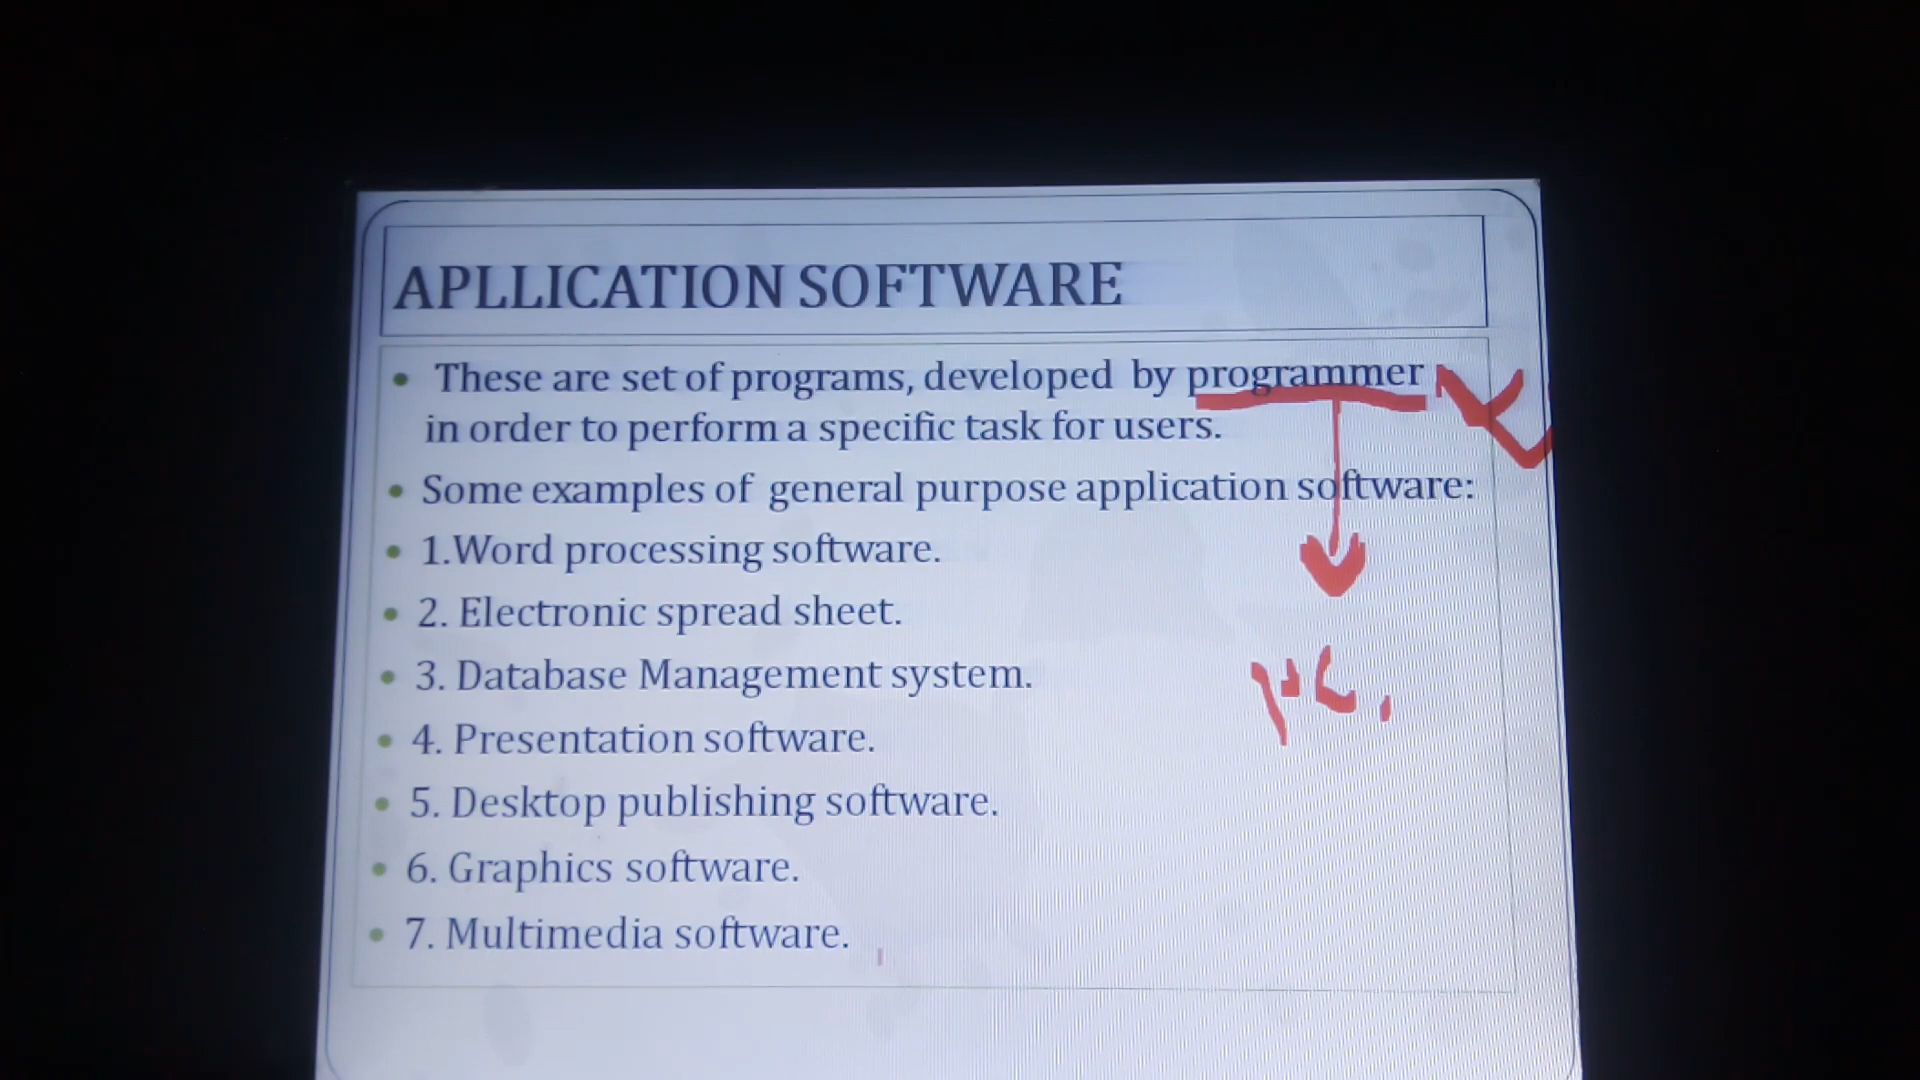 APLLICATION SOFTWARE
These are set of programs, developed by programmer
in order to perform a specific task for users.
Some examples of general purpose application software:
1.Word processing software.
2. Electronic spread sheet.
3. Database Management system.
4. Presentation software.
5. Desktop publishing software.
6. Graphics software.
7. Multimedia software.